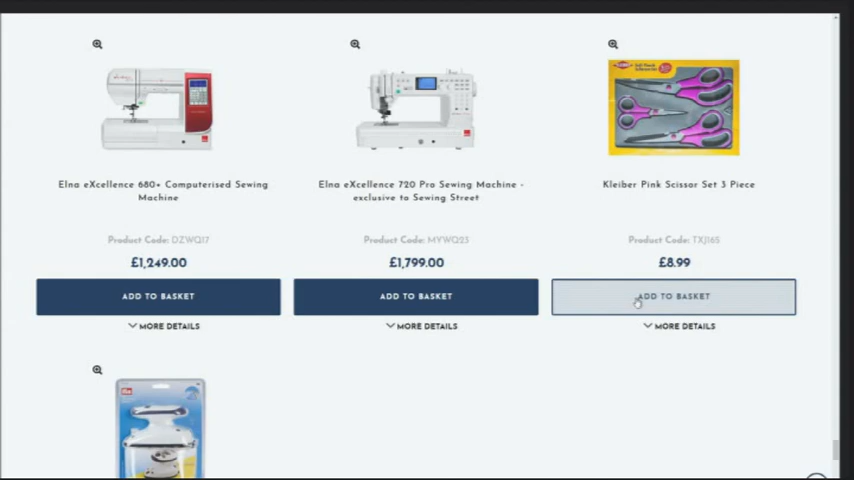 Elna eXcellence 680+ Computerised Sewing
Machine
Product Code: DZWQ17
£1,249.00
ADD TO BASKET
MORE DETAILS
Elna eXcellence 720 Pro Sewing Machine -
exclusive to Sewing Street
Product Code: MYWQ23
£1,799.00
ADD TO BASKET
MORE DETAILS
Kleiber Pink Scissor Set 3 Piece
Product Code: TXJ165
£8.99
ADD TO BASKET
MORE DETAILS